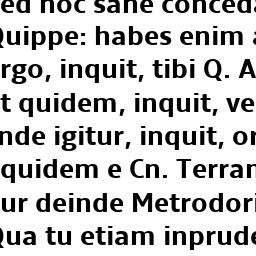 ed hoc sane conceda
Quippe: habes enim a
rgo, inquit, tibi Q. A
t quidem, inquit, ve
nde igitur, inquit, or
quidem e Cn. Terran
ur deinde Metrodori
Qua tu etiam inprude